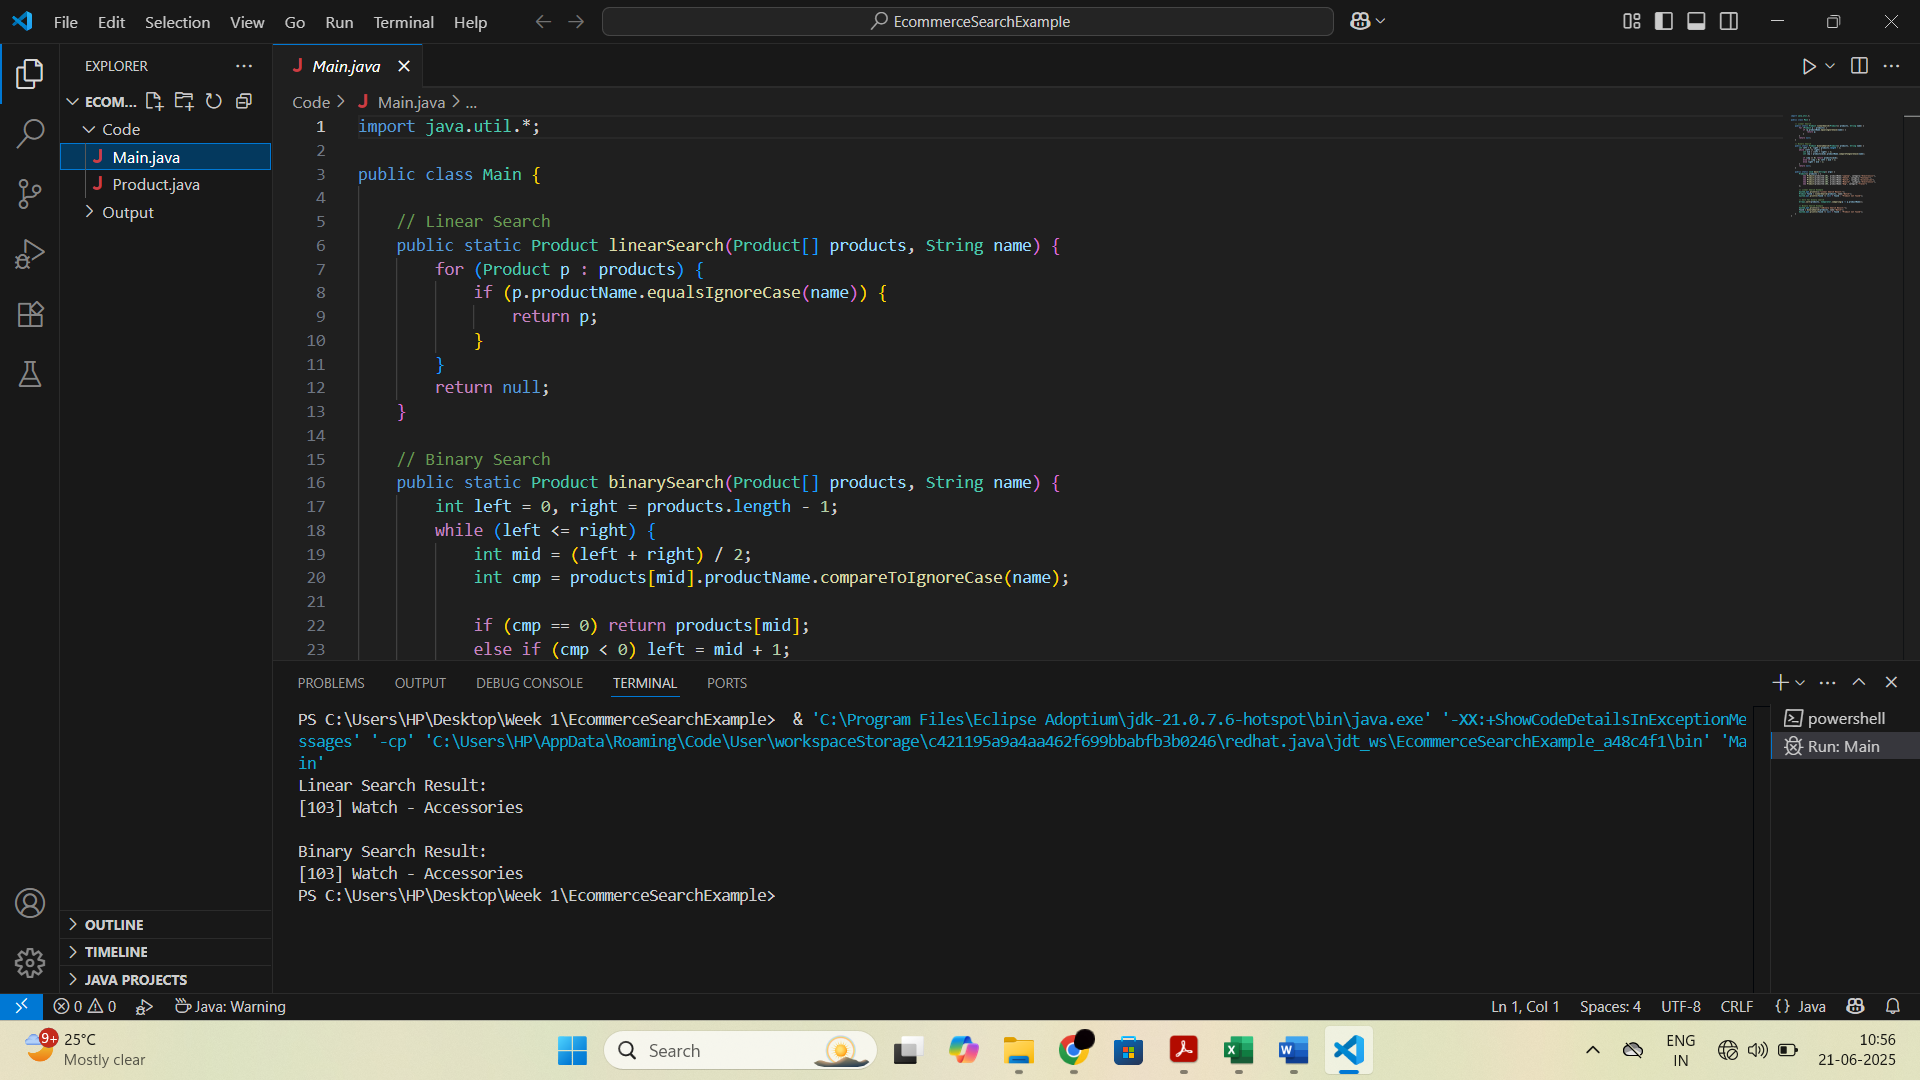 File Edit Selection View Go Run Terminal Help
EcommerceSearchExample
EXPLORER
ECOM...
Code
Main.java
Product.java
Output
OUTLINE
TIMELINE
JAVA PROJECTS
Main.java
Code > Main.java > ...
1 import java.util.*;
2
3 public class Main {
4
5 // Linear Search
6 public static Product linearSearch(Product[] products, String name) {
7 for (Product p : products) {
8 if (p.productName.equalsIgnoreCase(name)) {
9 return p;
10 }
11 }
12 return null;
13 }
14
15 // Binary Search
16 public static Product binarySearch(Product[] products, String name) {
17 int left = 0, right = products.length - 1;
18 while (left <= right) {
19 int mid = (left + right) / 2;
20 int cmp = products[mid].productName.compareToIgnoreCase(name);
21
22 if (cmp == 0) return products[mid];
23 else if (cmp < 0) left = mid + 1;
PROBLEMS OUTPUT DEBUG CONSOLE TERMINAL PORTS
PS C:\Users\HP\Desktop\Week 1\EcommerceSearchExample> & 'C:\Program Files\Eclipse Adoptium\jdk-21.0.7.6-hotspot\bin\java.exe' '-XX:+ShowCodeDetailsInExceptionMe
ssages' '-cp' 'C:\Users\HP\AppData\Roaming\Code\User\workspaceStorage\c421195a9a4aa462f699bbabfb3b0246\redhat.java\jdt_ws\EcommerceSearchExample_a48c4f1\bin' 'Ma
in'
Linear Search Result:
[103] Watch - Accessories
Binary Search Result:
[103] Watch - Accessories
PS C:\Users\HP\Desktop\Week 1\EcommerceSearchExample>
powershell
Run: Main
0 0 Java: Warning
Ln 1, Col 1 Spaces: 4 UTF-8 CRLF {} Java
9+
25°C
Mostly clear
Search
ENG
IN
10:56
21-06-2025